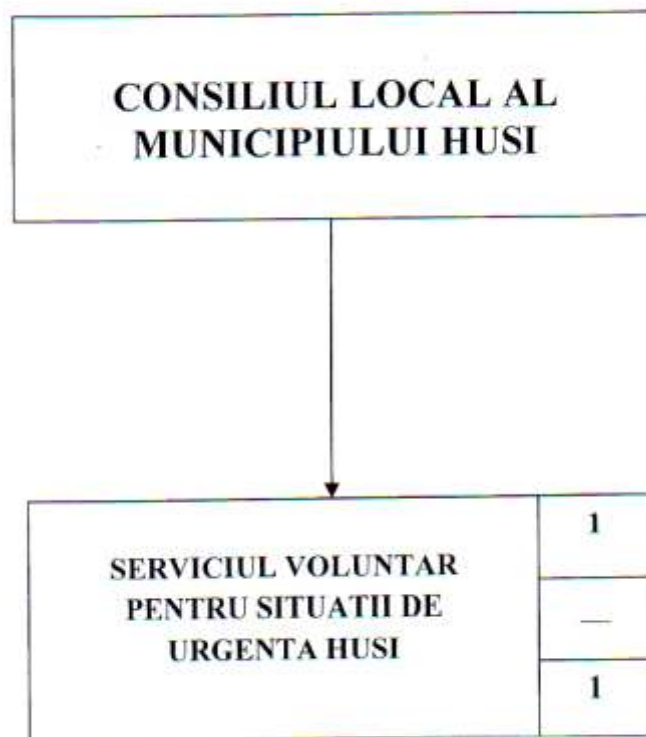 CONSILIUL LOCAL AL
MUNICIPIULUI HUSI
SERVICIUL VOLUNTAR
PENTRU SITUATII DE
URGENTA HUSI
1
—
1